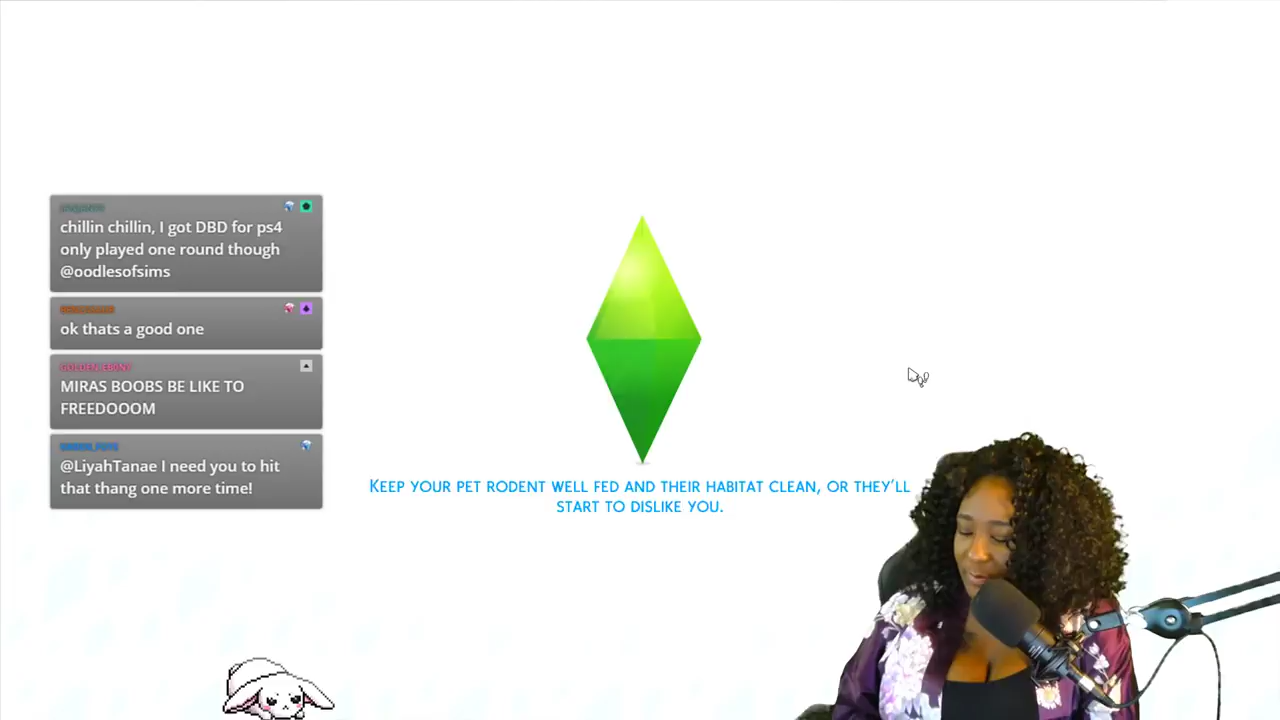 chillin chillin, I got DBD for ps4
only played one round though
@oodlesofsims
ok thats a good one
GOLDEN_EBONY
MIRAS BOOBS BE LIKE TO
FREEDOOOM
@LiyahTanae I need you to hit
that thang one more time!
KEEP YOUR PET RODENT WELL FED AND THEIR HABITAT CLEAN, OR THEY'LL
START TO DISLIKE YOU.